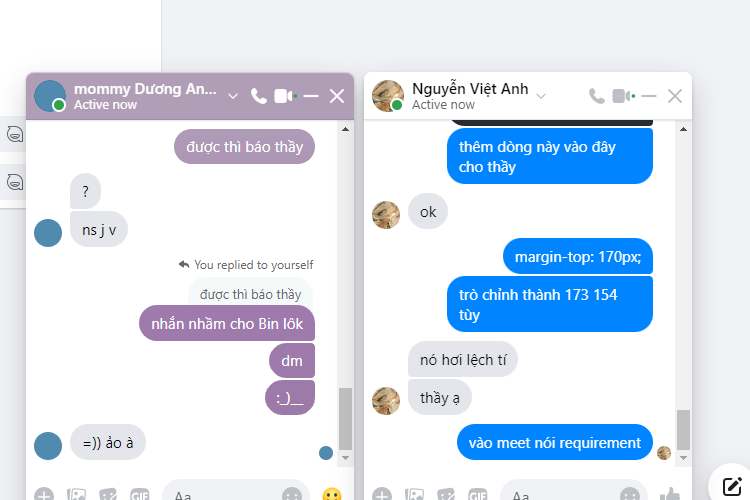 mommy Dương An...
Active now
được thì báo thầy
?
ns j v
You replied to yourself
được thì báo thầy
nhắn nhầm cho Bin lôk
dm
:_)__
=)) ảo à
GIF
Aa
Nguyễn Việt Anh
Active now
thêm dòng này vào đây
cho thầy
ok
margin-top: 170px;
trò chỉnh thành 173 154
tùy
nó hơi lệch tí
thầy ạ
vào meet nói requirement
GIF
Aa